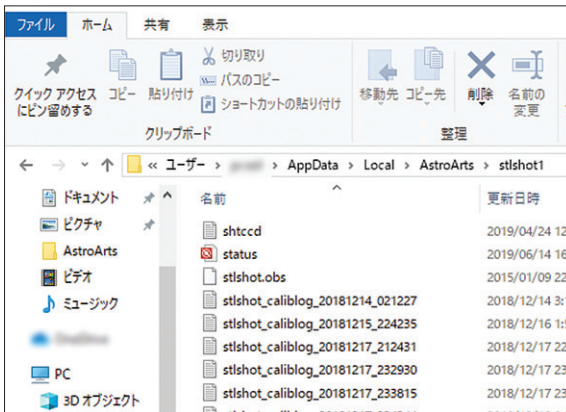 ファイル ホーム 共有 表示
クイック アクセス
にピン留めする
コピー
貼り付け
切り取り
パスのコピー
ショートカットの貼り付け
移動先 コピー先
削除
名前の
変更
クリップボード 整理
« ユーザー › › AppData › Local › AstroArts › stlshot1
名前 更新日時
ドキュメント
ピクチャ
AstroArts
ビデオ
ミュージック
PC
3D オブジェクト
shtccd 2019/04/24 12
status 2019/06/14 16
stlshot.obs 2015/01/09 22
stlshot_caliblog_20181214_021227 2018/12/14 3:
stlshot_caliblog_20181215_224235 2018/12/16 1:
stlshot_caliblog_20181217_212431 2018/12/17 22
stlshot_caliblog_20181217_232930 2018/12/17 23
stlshot_caliblog_20181217_233815 2018/12/17 23